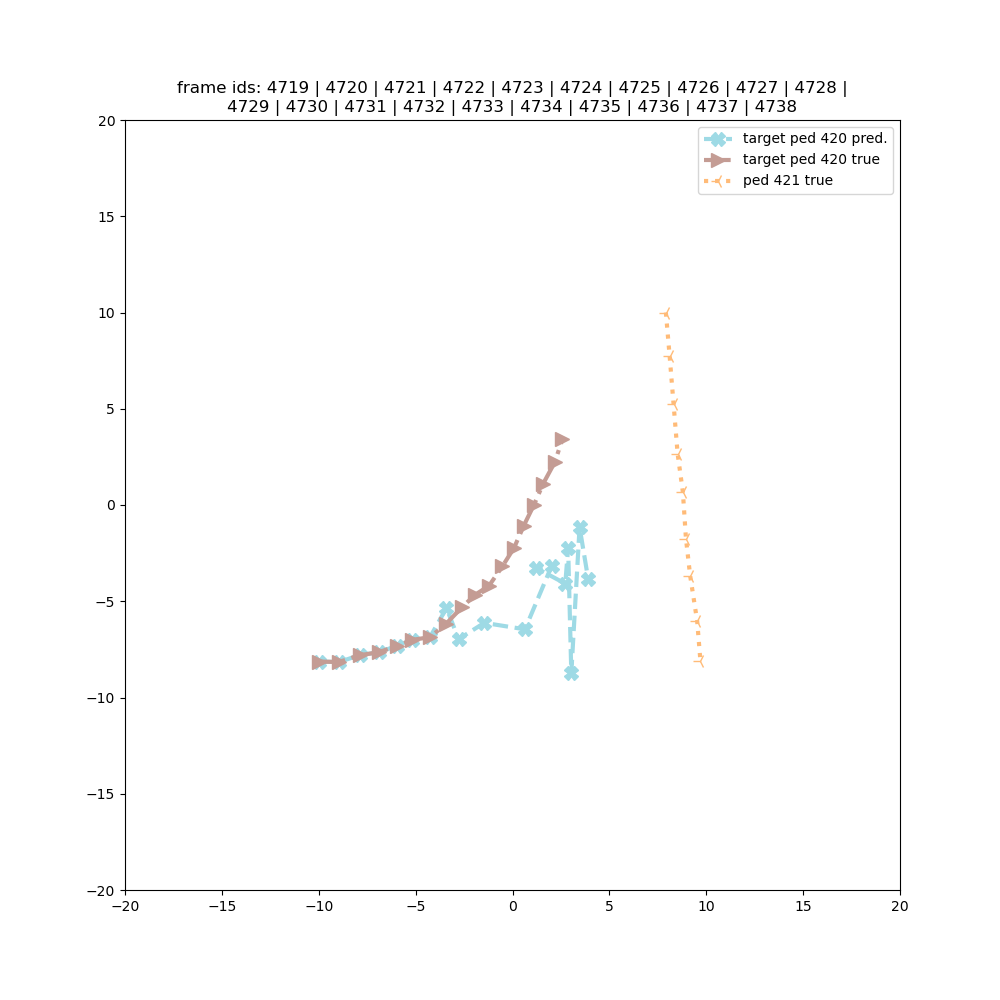 frame ids: 4719 | 4720 | 4721 | 4722 | 4723 | 4724 | 4725 | 4726 | 4727 | 4728 |
4729 | 4730 | 4731 | 4732 | 4733 | 4734 | 4735 | 4736 | 4737 | 4738
target ped 420 pred.
target ped 420 true
ped 421 true
20
15
10
5
0
−5
−10
−15
−20
−20 −15 −10 −5 0 5 10 15 20